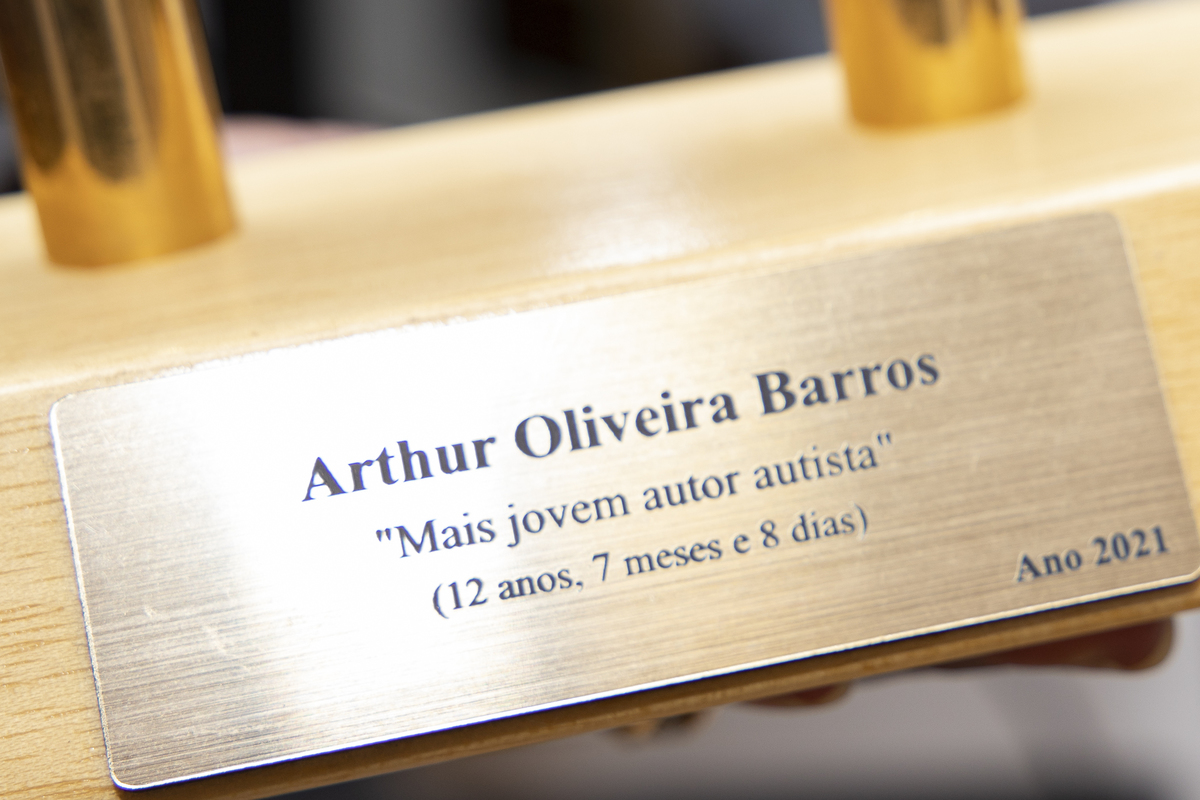 Arthur Oliveira Barros
"Mais jovem autor autista"
(12 anos, 7 meses e 8 dias)
Ano 2021